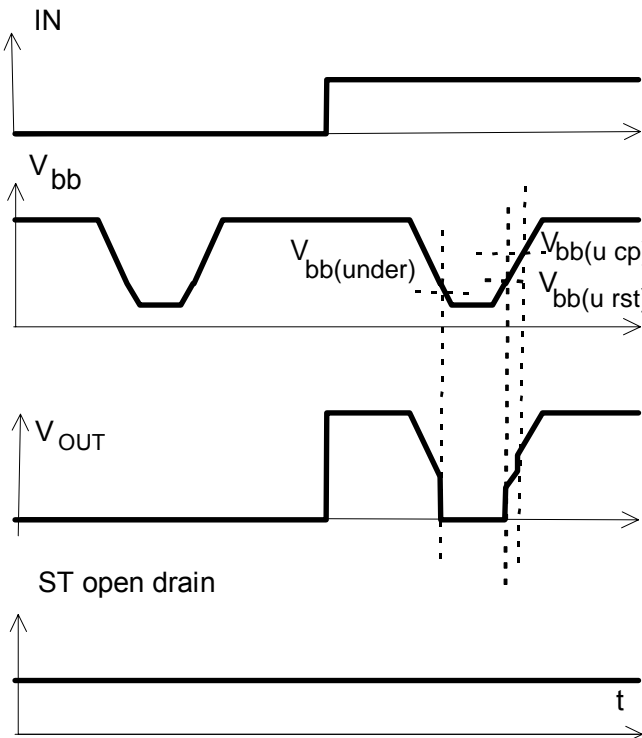 IN
V bb
V bb(under)
V bb(u cp
V bb(u rst)
V OUT
ST open drain
t